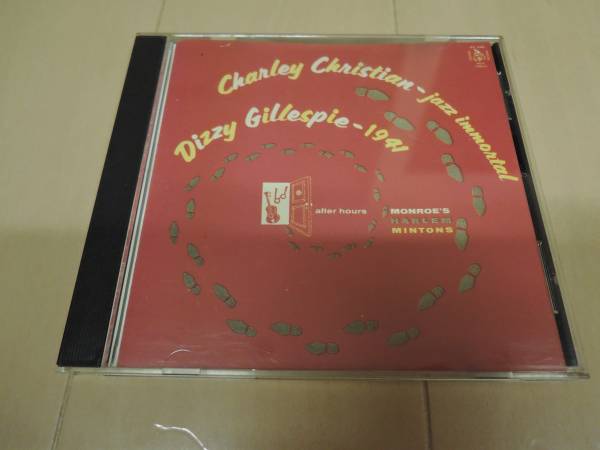 Charley Christian - jazz immortal
Dizzy Gillespie - 1941
after hours
MONROE'S
HARLEM
MINTONS